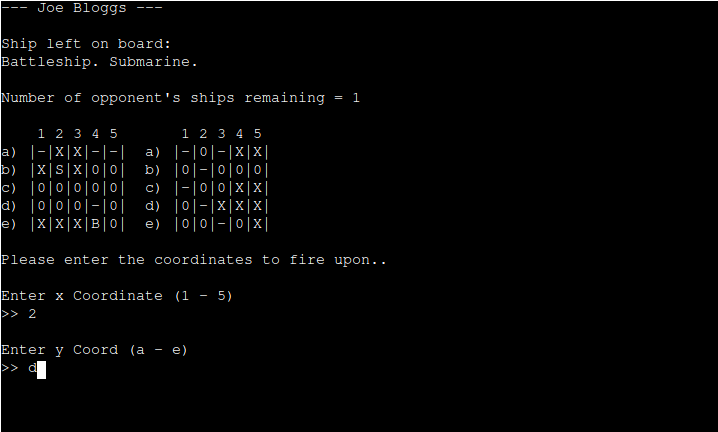 --- Joe Bloggs ---
Ship left on board:
Battleship. Submarine.
Number of opponent's ships remaining = 1
    1 2 3 4 5       1 2 3 4 5
a) |-|X|X|-|-|  a) |-|0|-|X|X|
b) |X|S|X|0|0|  b) |0|-|0|0|0|
c) |0|0|0|0|0|  c) |-|0|0|X|X|
d) |0|0|0|-|0|  d) |0|-|X|X|X|
e) |X|X|X|B|0|  e) |0|0|-|0|X|
Please enter the coordinates to fire upon..
Enter x Coordinate (1 - 5)
>> 2
Enter y Coord (a - e)
>> d